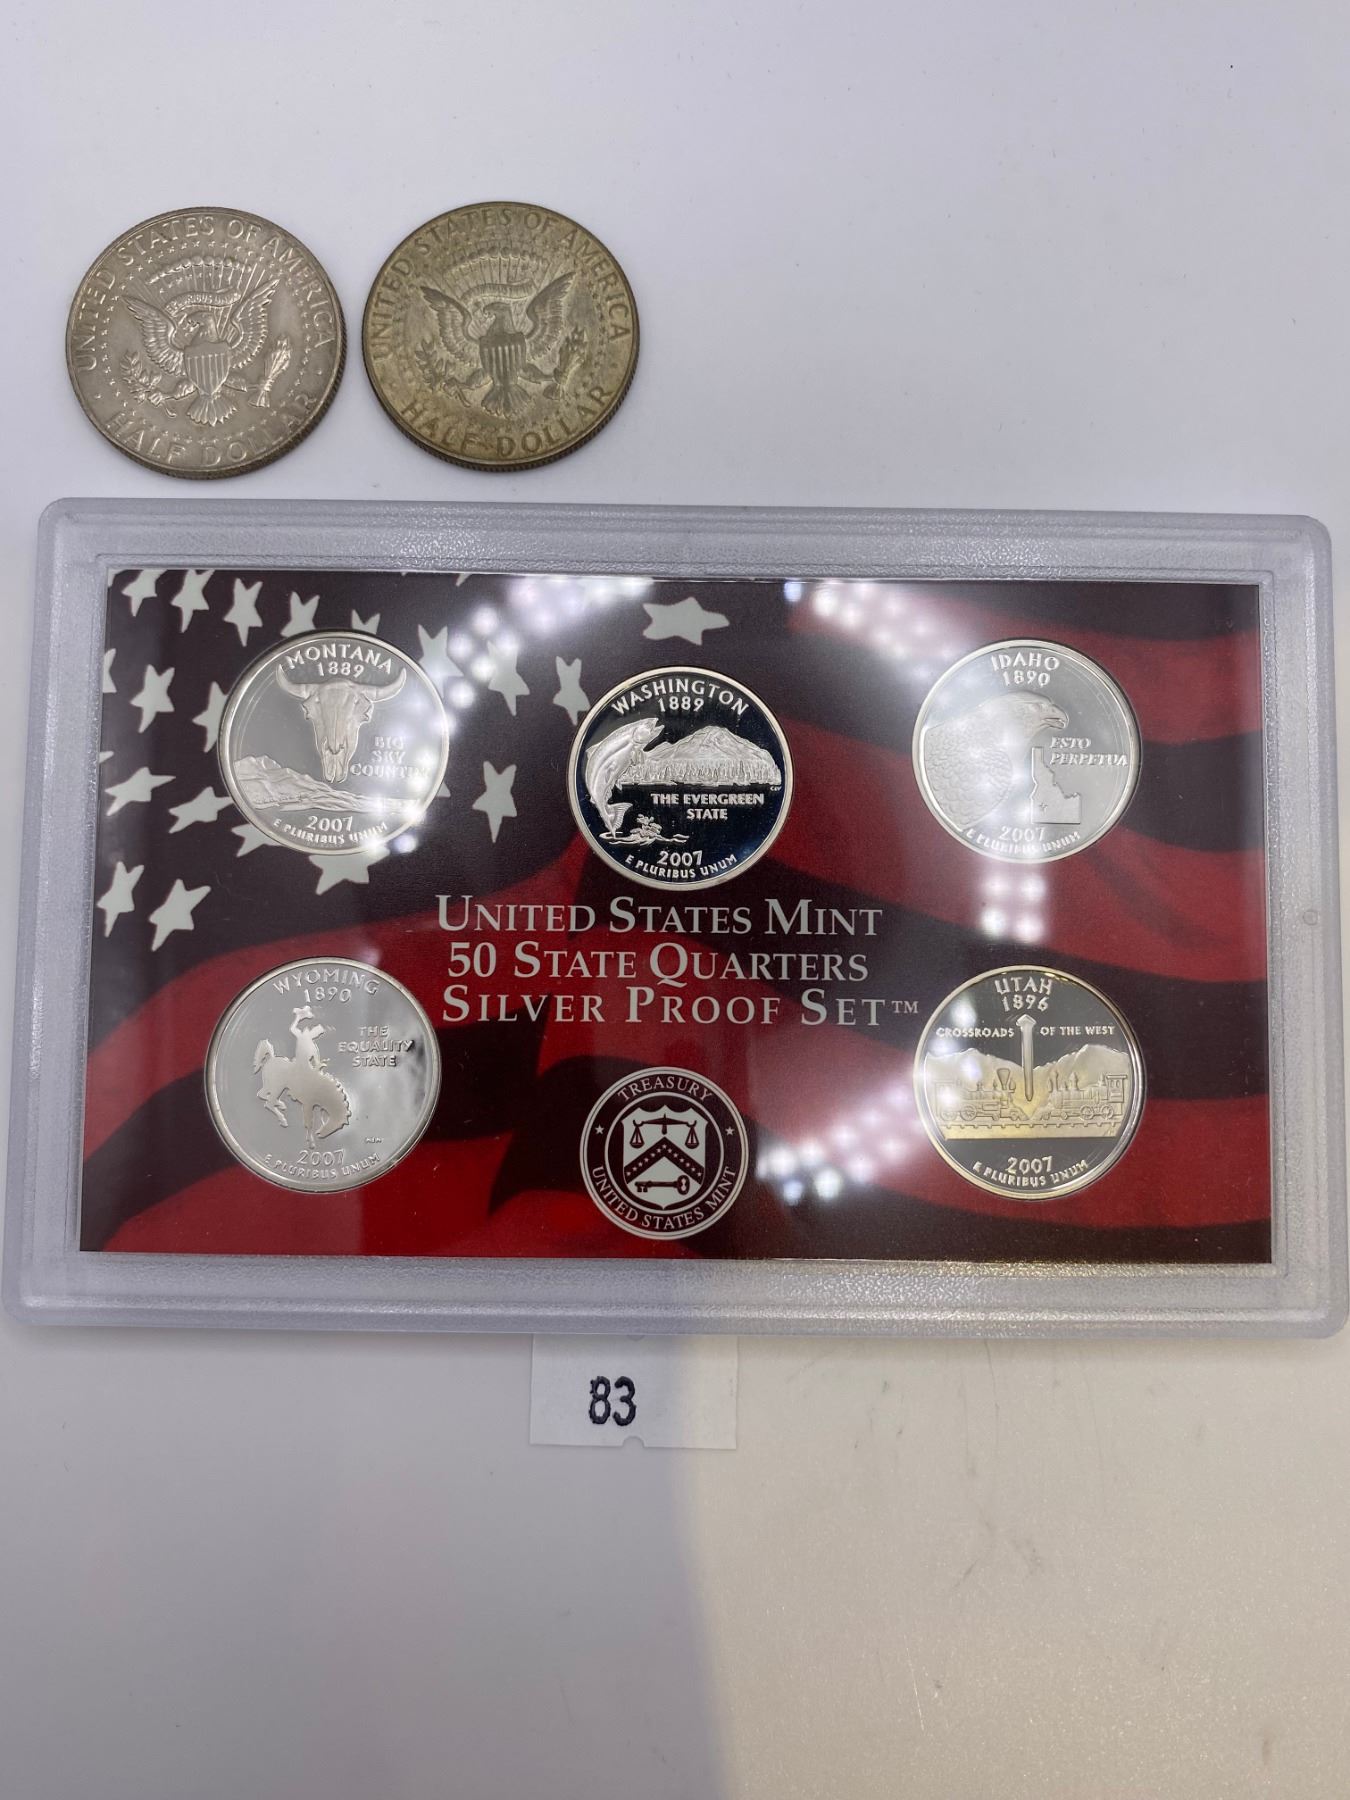 UNITED STATES OF AMERICA
HALF DOLLAR
UNITED STATES OF AMERICA
HALF DOLLAR
MONTANA
1889
BIG
SKY
COUNTRY
2007
E PLURIBUS UNUM
WASHINGTON
1889
THE EVERGREEN
STATE
2007
E PLURIBUS UNUM
IDAHO
1890
ESTO
PERPETUA
2007
E PLURIBUS UNUM
UNITED STATES MINT
50 STATE QUARTERS
SILVER PROOF SET™
WYOMING
1890
THE
EQUALITY
STATE
2007
E PLURIBUS UNUM
TREASURY
UNITED STATES MINT
UTAH
1896
CROSSROADS OF THE WEST
2007
E PLURIBUS UNUM
83